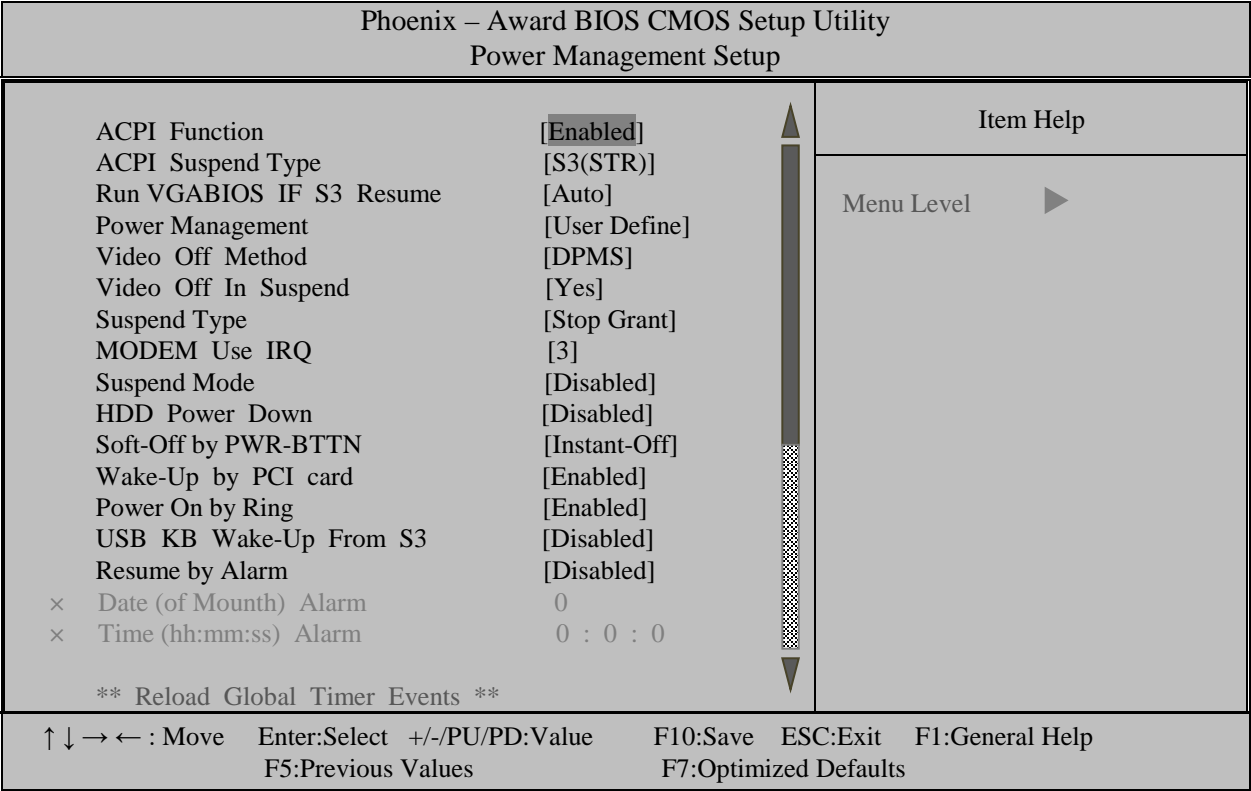 Phoenix – Award BIOS CMOS Setup Utility
Power Management Setup
ACPI Function [Enabled]
ACPI Suspend Type [S3(STR)]
Run VGABIOS IF S3 Resume [Auto]
Power Management [User Define]
Video Off Method [DPMS]
Video Off In Suspend [Yes]
Suspend Type [Stop Grant]
MODEM Use IRQ [3]
Suspend Mode [Disabled]
HDD Power Down [Disabled]
Soft-Off by PWR-BTTN [Instant-Off]
Wake-Up by PCI card [Enabled]
Power On by Ring [Enabled]
USB KB Wake-Up From S3 [Disabled]
Resume by Alarm [Disabled]
× Date (of Mounth) Alarm 0
× Time (hh:mm:ss) Alarm 0 : 0 : 0
** Reload Global Timer Events **
Item Help
Menu Level ▶
↑ ↓ → ← : Move Enter:Select +/-/PU/PD:Value F10:Save ESC:Exit F1:General Help
F5:Previous Values F7:Optimized Defaults